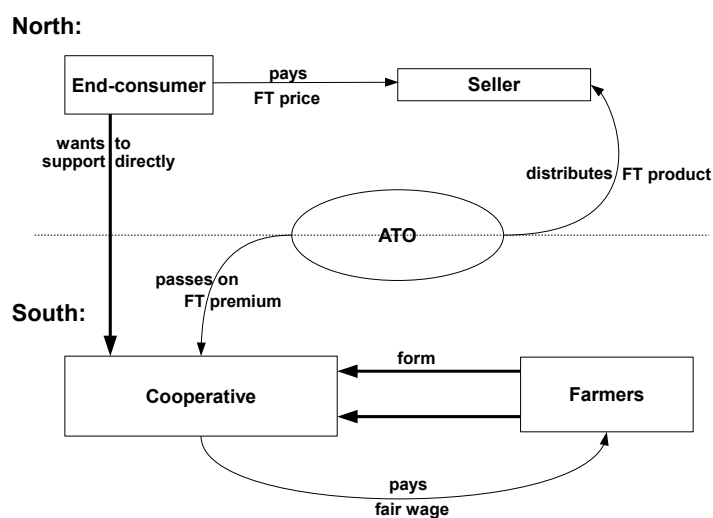 North:
End-consumer
pays
FT price
Seller
wants to
support directly
distributes FT product
ATO
passes on
FT premium
South:
Cooperative
form
Farmers
pays
fair wage